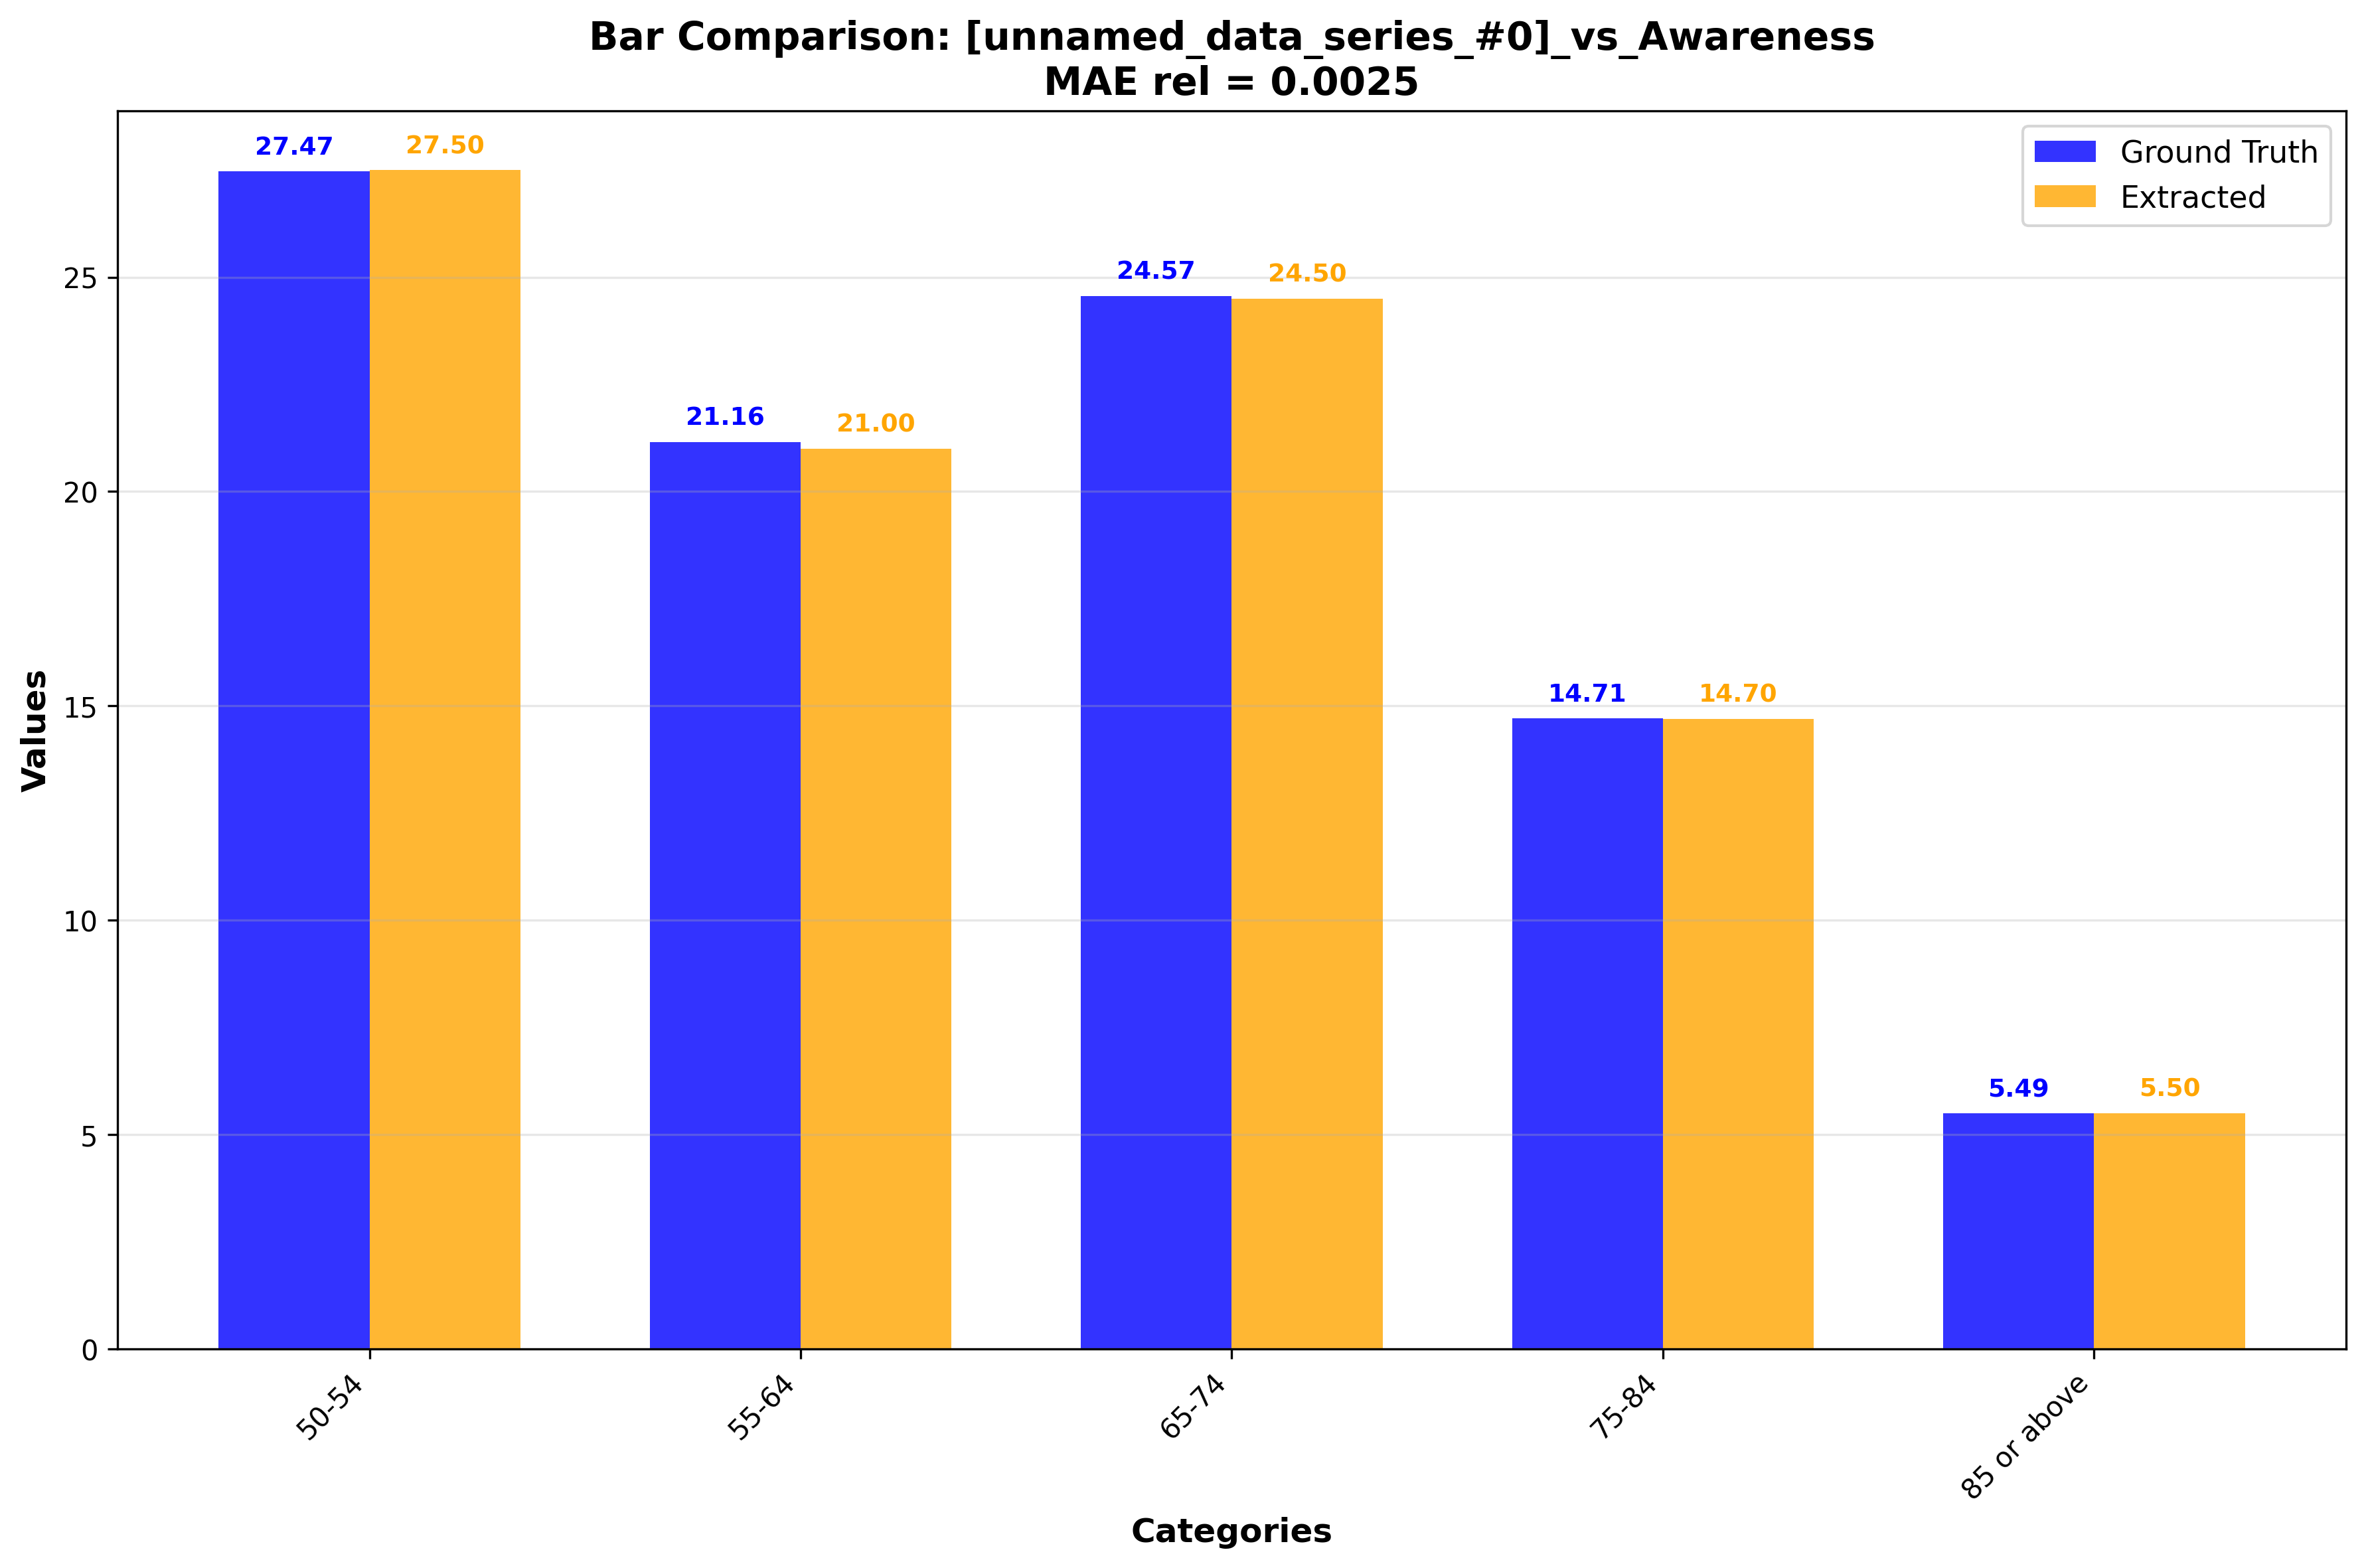 Bar Comparison: [unnamed_data_series_#0]_vs_Awareness
MAE rel = 0.0025
Ground Truth
Extracted
27.47
27.50
21.16
21.00
24.57
24.50
14.71
14.70
5.49
5.50
Values
25
20
15
10
5
0
50-54
55-64
65-74
75-84
85 or above
Categories